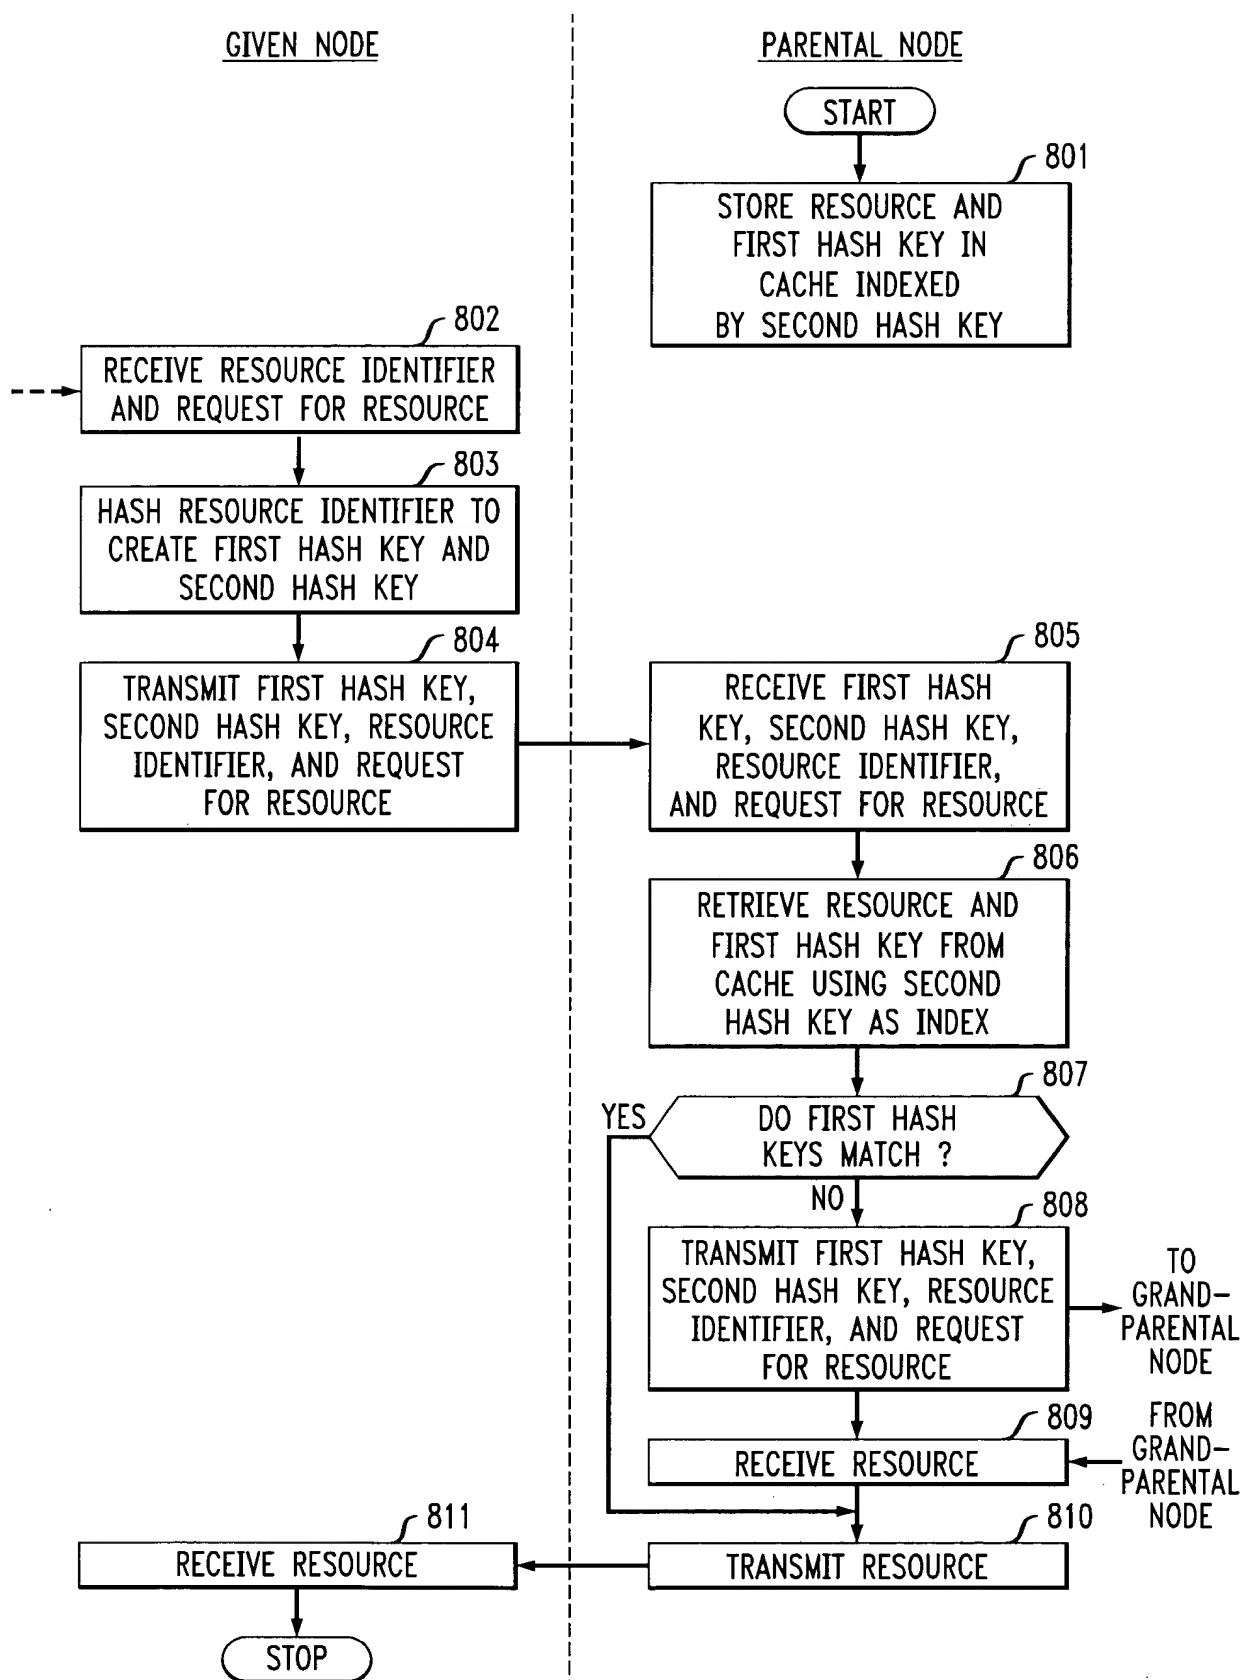 GIVEN NODE
PARENTAL NODE
START
801
STORE RESOURCE AND
FIRST HASH KEY IN
CACHE INDEXED
BY SECOND HASH KEY
802
RECEIVE RESOURCE IDENTIFIER
AND REQUEST FOR RESOURCE
803
HASH RESOURCE IDENTIFIER TO
CREATE FIRST HASH KEY AND
SECOND HASH KEY
804
TRANSMIT FIRST HASH KEY,
SECOND HASH KEY, RESOURCE
IDENTIFIER, AND REQUEST
FOR RESOURCE
805
RECEIVE FIRST HASH
KEY, SECOND HASH KEY,
RESOURCE IDENTIFIER,
AND REQUEST FOR RESOURCE
806
RETRIEVE RESOURCE AND
FIRST HASH KEY FROM
CACHE USING SECOND
HASH KEY AS INDEX
807
YES
DO FIRST HASH
KEYS MATCH ?
NO
808
TRANSMIT FIRST HASH KEY,
SECOND HASH KEY, RESOURCE
IDENTIFIER, AND REQUEST
FOR RESOURCE
TO
GRAND-
PARENTAL
NODE
809
RECEIVE RESOURCE
FROM
GRAND-
PARENTAL
NODE
810
TRANSMIT RESOURCE
811
RECEIVE RESOURCE
STOP